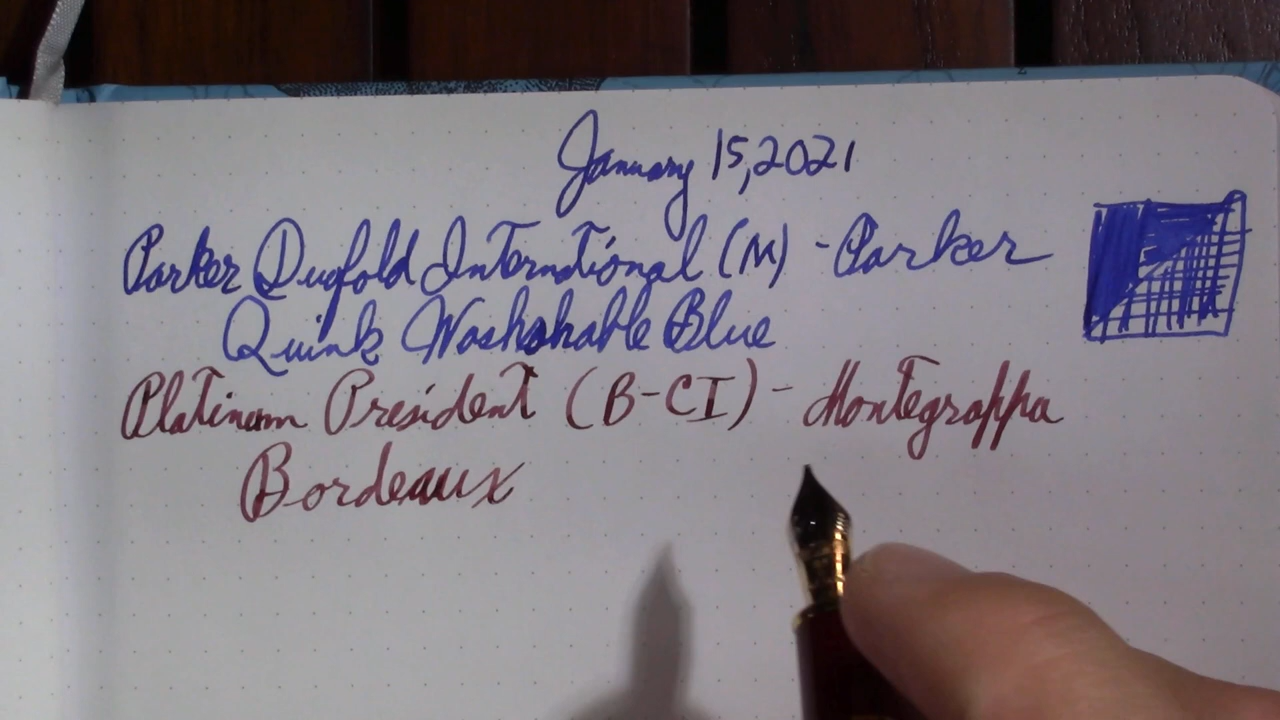 January 15, 2021
Parker Duofold International (M) - Parker
Quink Washable Blue
Platinum President (B-CI) - Montegrappa
Bordeaux